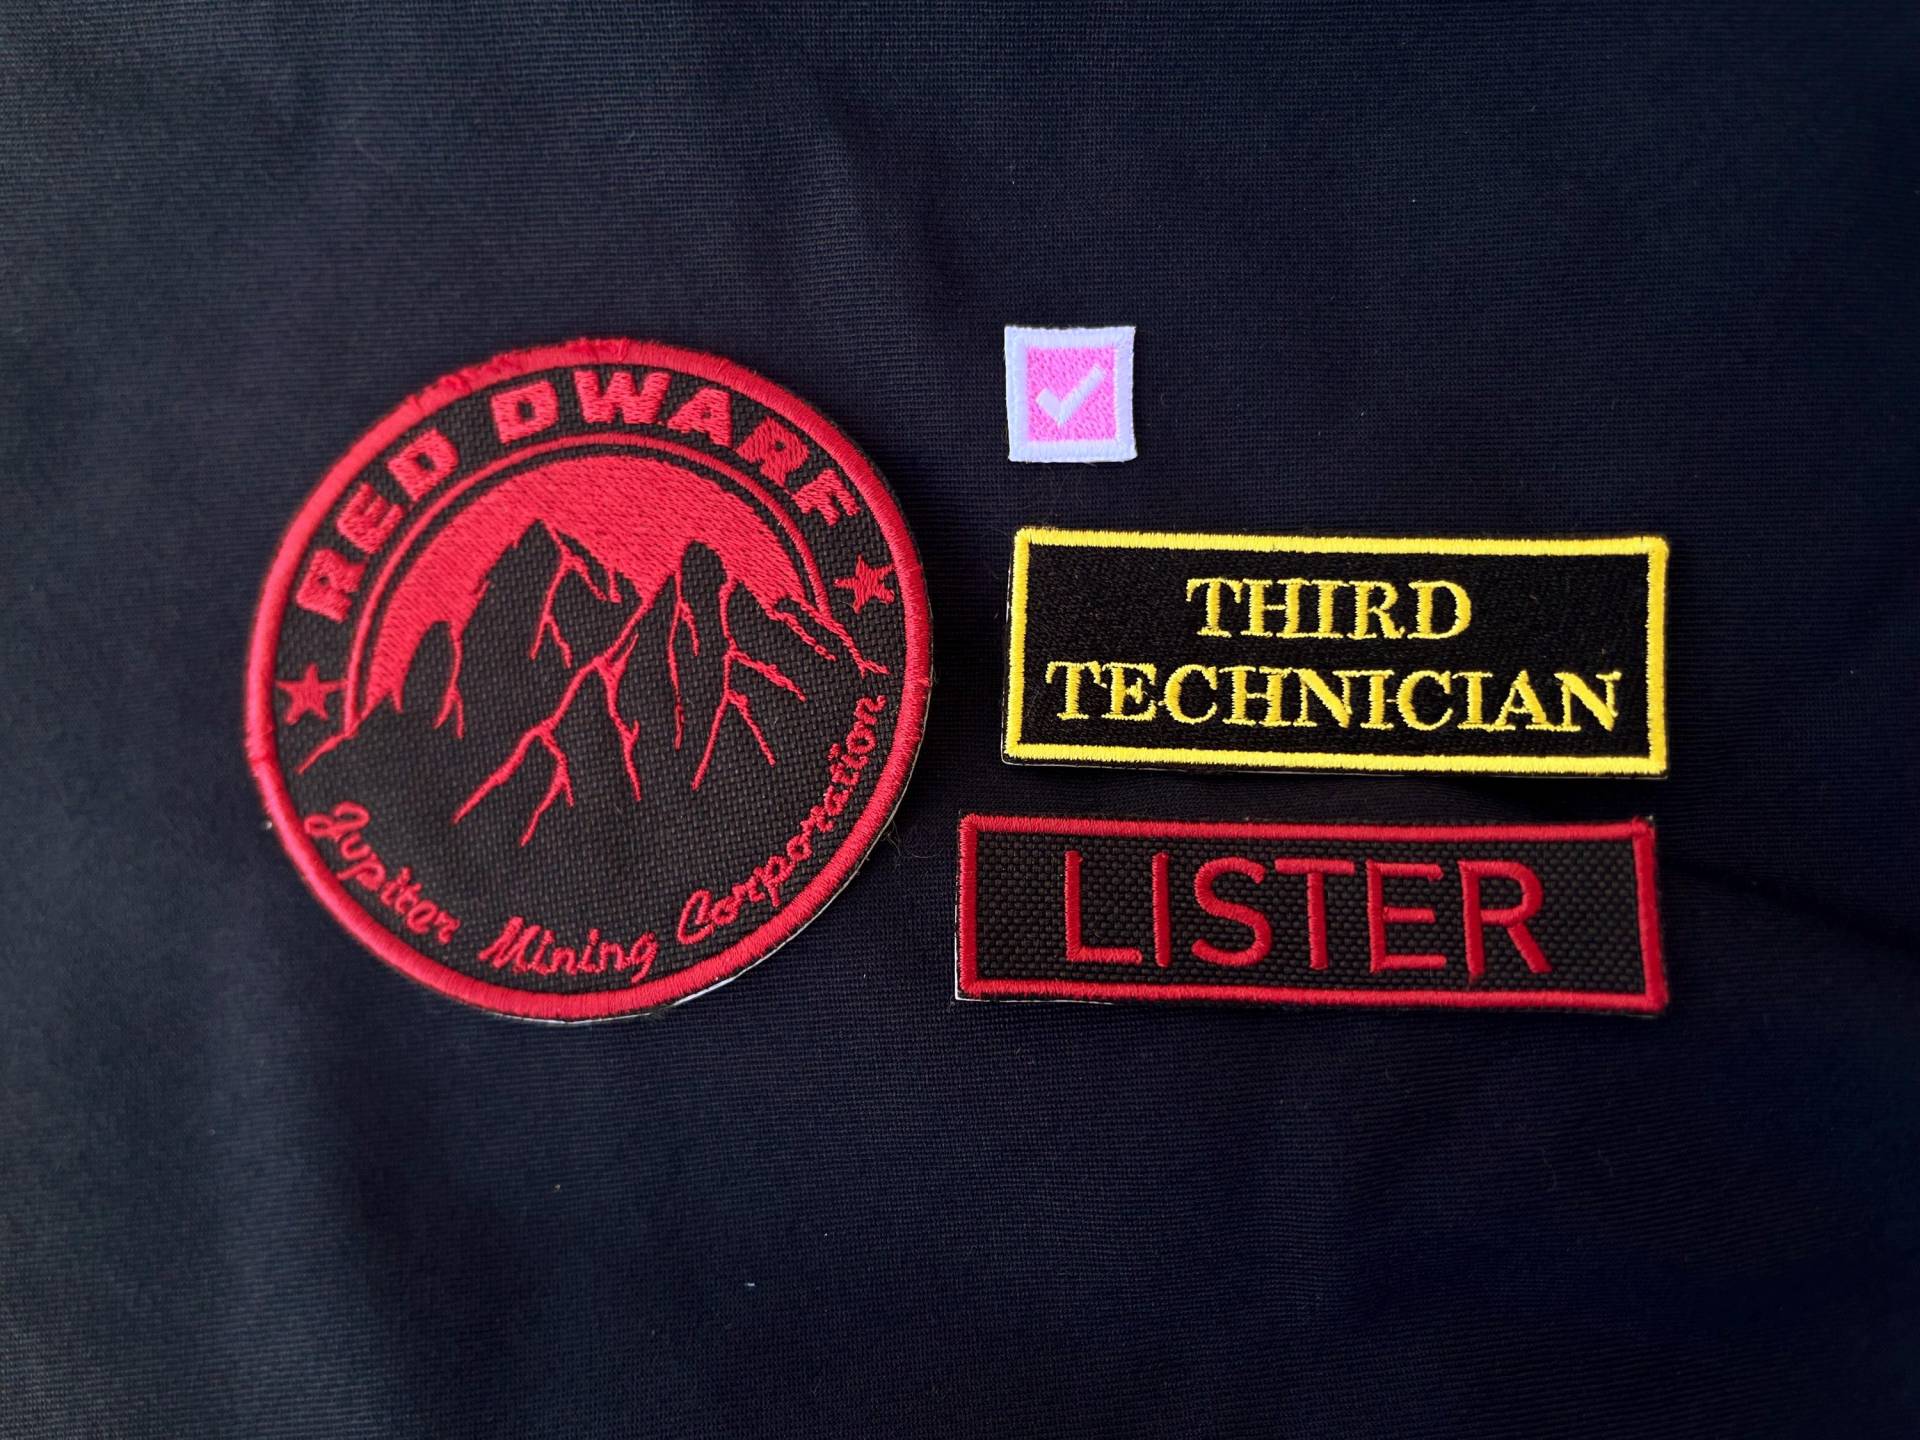 RED DWARF
Jupiter Mining Corporation
THIRD
TECHNICIAN
LISTER